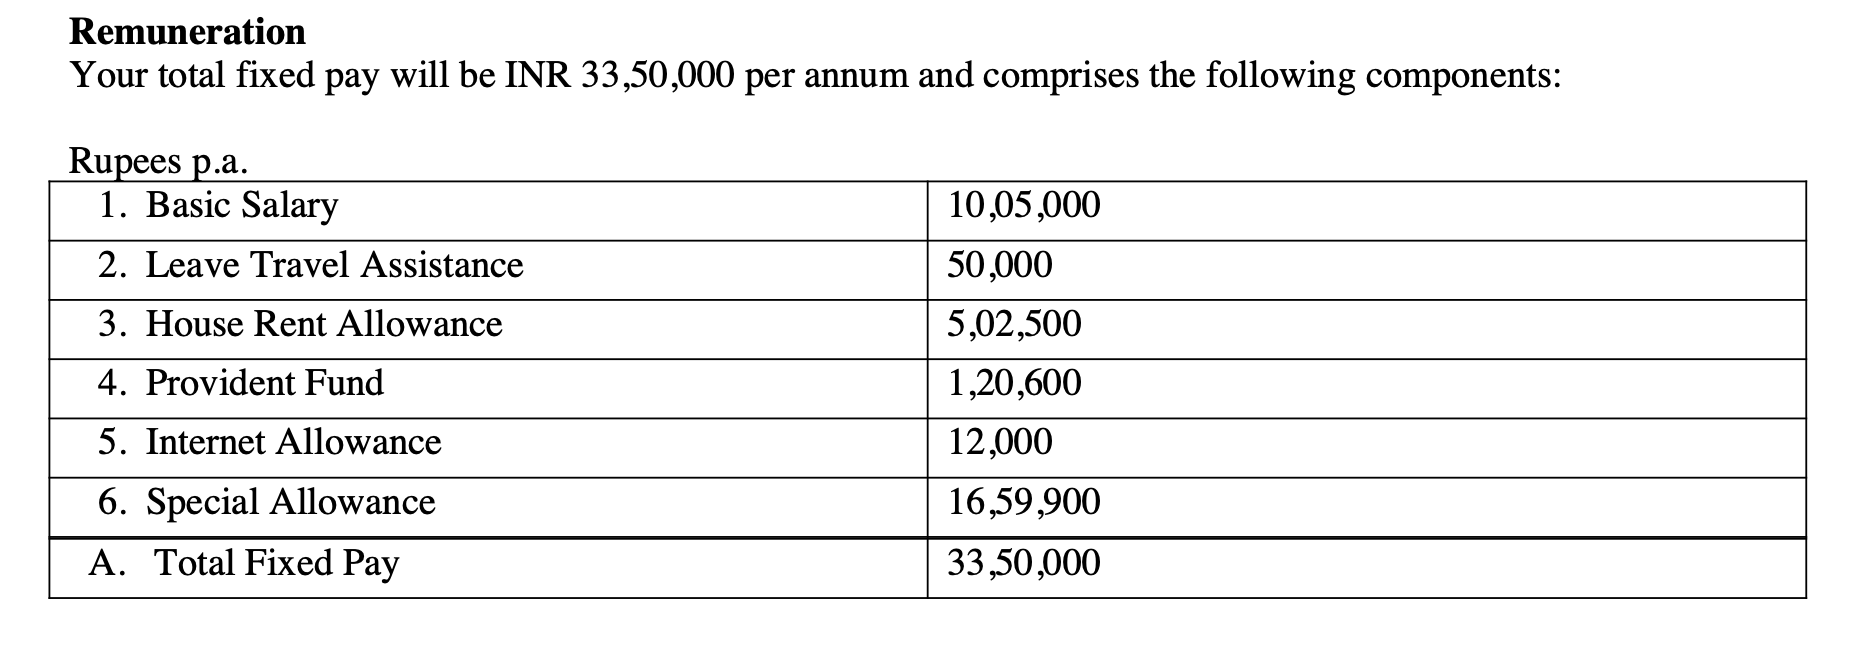 Remuneration
Your total fixed pay will be INR 33,50,000 per annum and comprises the following components:
Rupees p.a.
1. Basic Salary 10,05,000
2. Leave Travel Assistance 50,000
3. House Rent Allowance 5,02,500
4. Provident Fund 1,20,600
5. Internet Allowance 12,000
6. Special Allowance 16,59,900
A. Total Fixed Pay 33,50,000